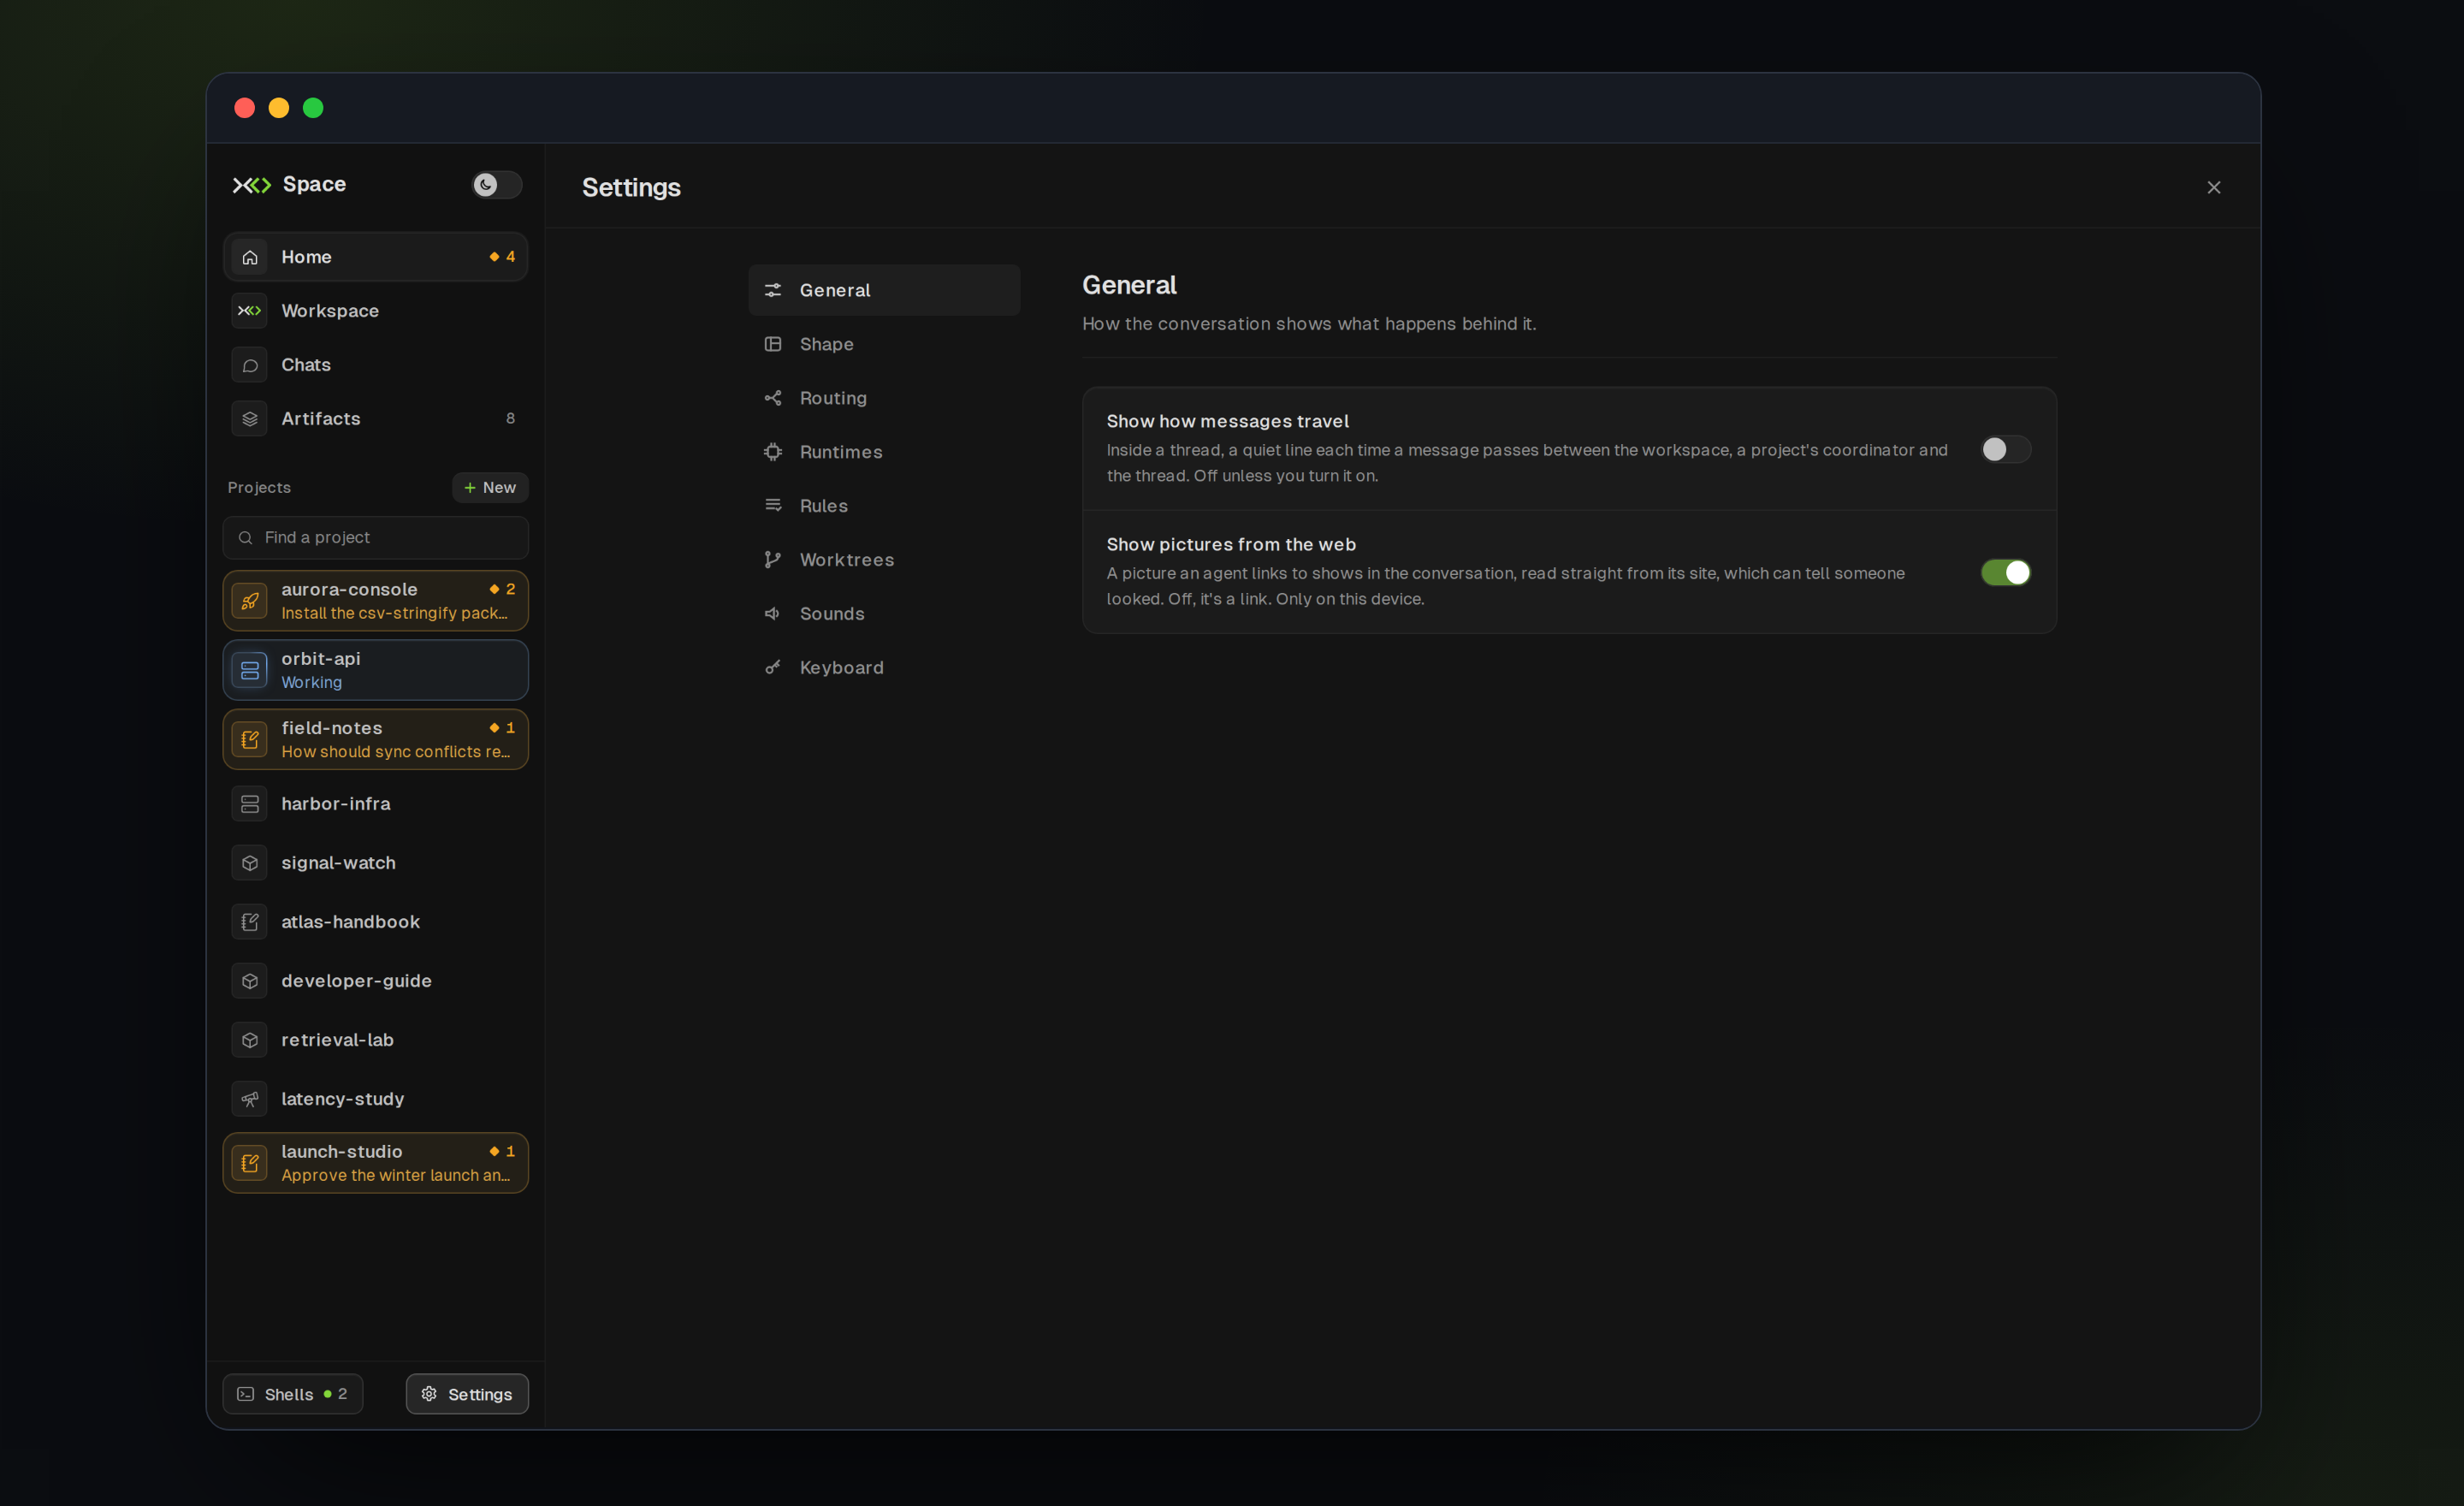 Space
Home
4
Workspace
Chats
Artifacts
8
Projects
+ New
Find a project
aurora-console
2
Install the csv-stringify pack…
orbit-api
Working
field-notes
1
How should sync conflicts re…
harbor-infra
signal-watch
atlas-handbook
developer-guide
retrieval-lab
latency-study
launch-studio
1
Approve the winter launch an…
Shells
2
Settings
Settings
General
Shape
Routing
Runtimes
Rules
Worktrees
Sounds
Keyboard
General
How the conversation shows what happens behind it.
Show how messages travel
Inside a thread, a quiet line each time a message passes between the workspace, a project's coordinator and
the thread. Off unless you turn it on.
Show pictures from the web
A picture an agent links to shows in the conversation, read straight from its site, which can tell someone
looked. Off, it's a link. Only on this device.